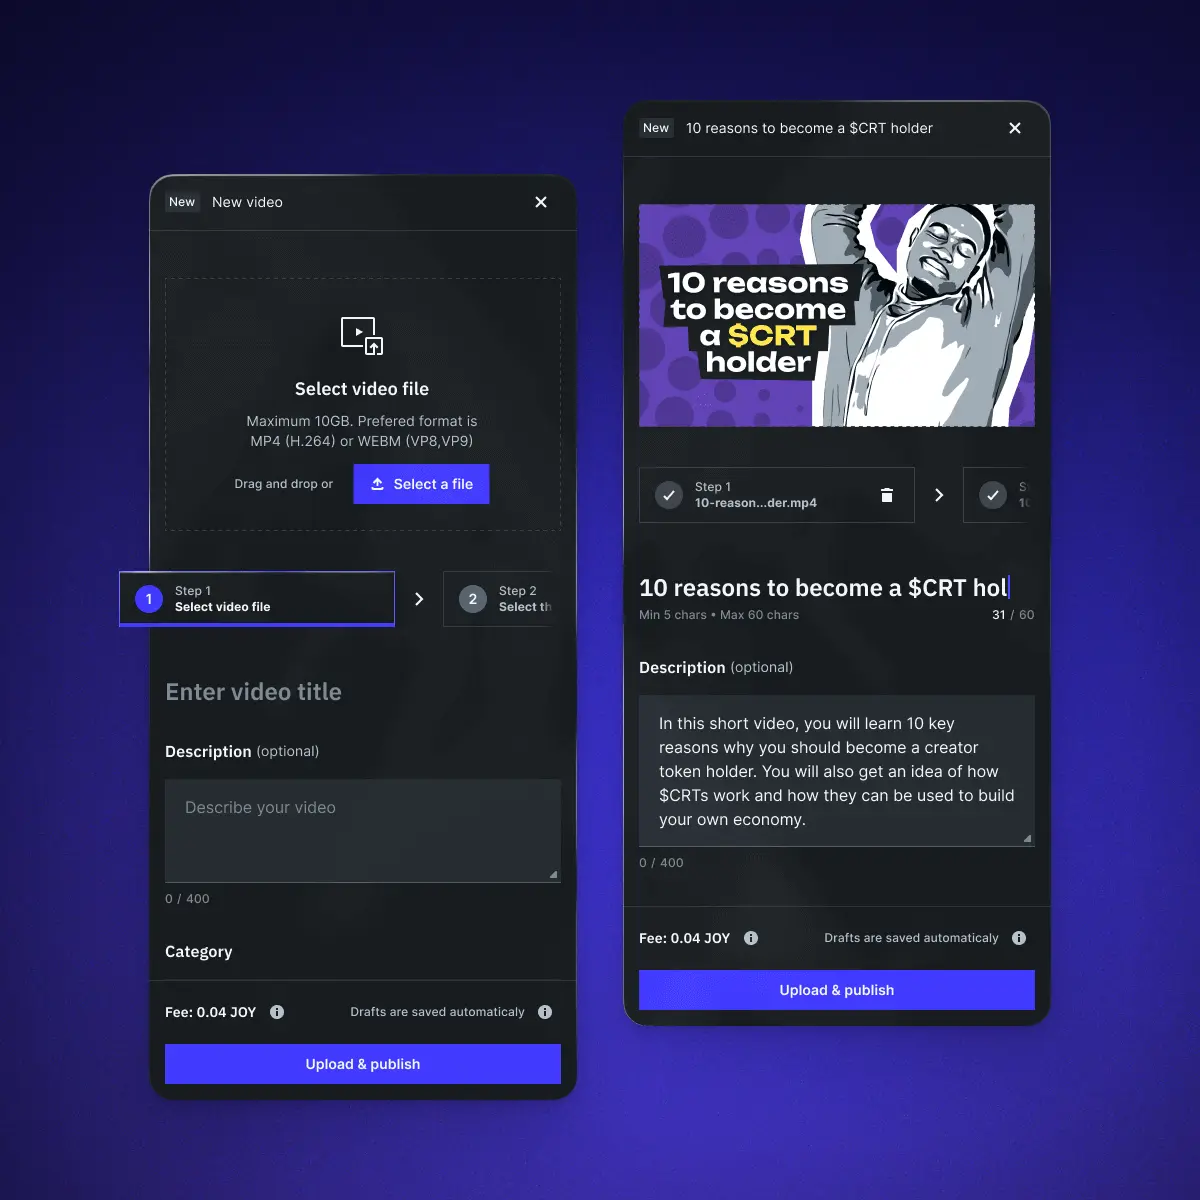 New New video
Select video file
Maximum 10GB. Prefered format is
MP4 (H.264) or WEBM (VP8,VP9)
Drag and drop or
Select a file
1
Step 1
Select video file
2
Step 2
Select th
Enter video title
Description (optional)
Describe your video
0 / 400
Category
Fee: 0.04 JOY
Drafts are saved automaticaly
Upload & publish
New 10 reasons to become a $CRT holder
10 reasons
to become
a $CRT
holder
Step 1
10-reason...der.mp4
10 reasons to become a $CRT hol
Min 5 chars • Max 60 chars
31 / 60
Description (optional)
In this short video, you will learn 10 key
reasons why you should become a creator
token holder. You will also get an idea of how
$CRTs work and how they can be used to build
your own economy.
0 / 400
Fee: 0.04 JOY
Drafts are saved automaticaly
Upload & publish